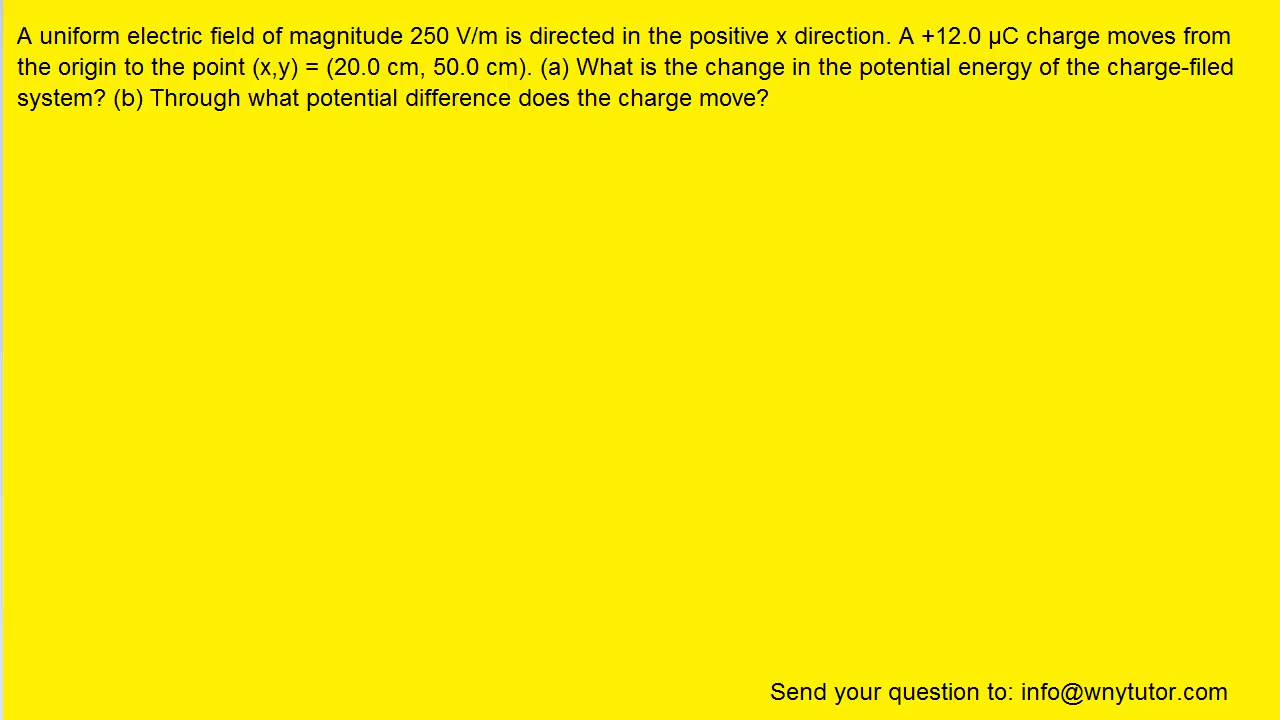 A uniform electric field of magnitude 250 V/m is directed in the positive x direction. A +12.0 µC charge moves from
the origin to the point (x,y) = (20.0 cm, 50.0 cm). (a) What is the change in the potential energy of the charge-filed
system? (b) Through what potential difference does the charge move?
Send your question to: info@wnytutor.com